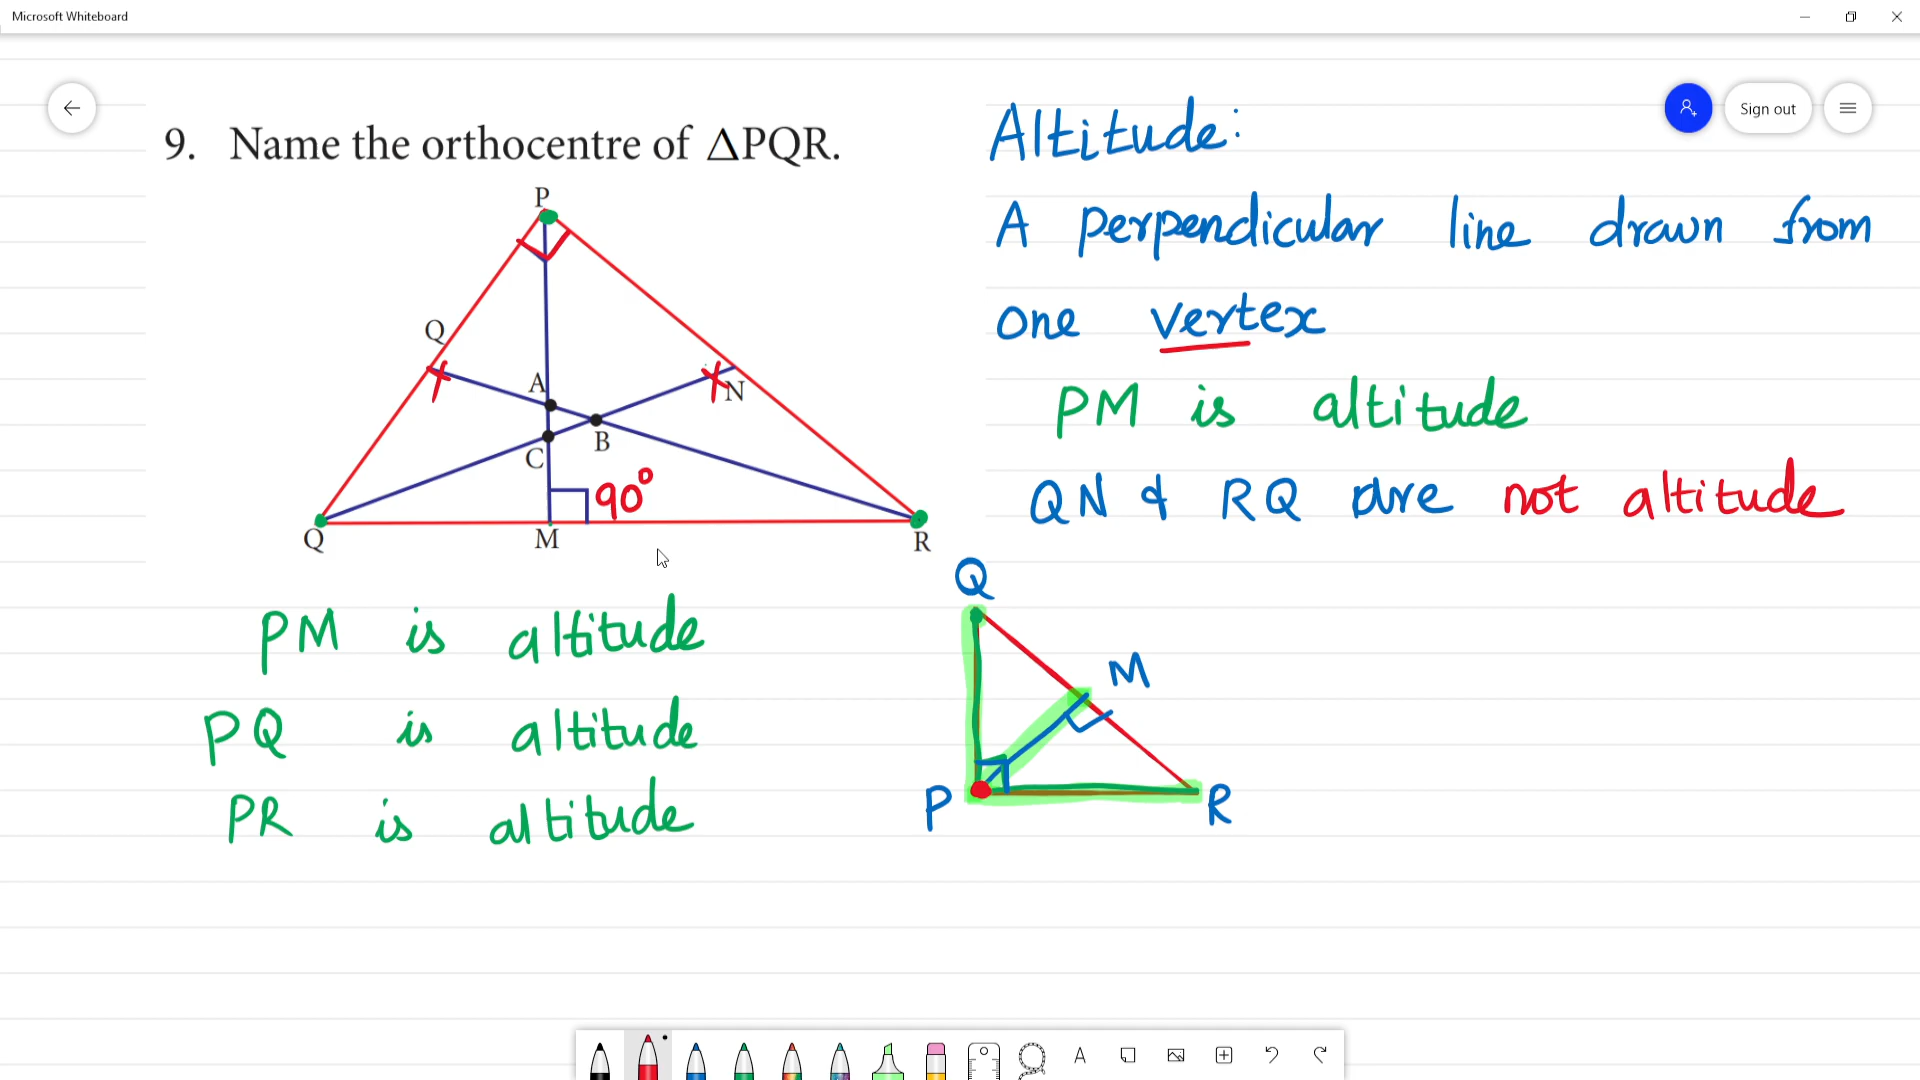 Microsoft Whiteboard
Sign out
9. Name the orthocentre of ΔPQR.
P
Q
A
N
B
C
90°
Q
M
R
Altitude:
A perpendicular line drawn from
one vertex
PM is altitude
QN & RQ are not altitude
PM is altitude
PQ is altitude
PR is altitude
Q
M
P
R
A